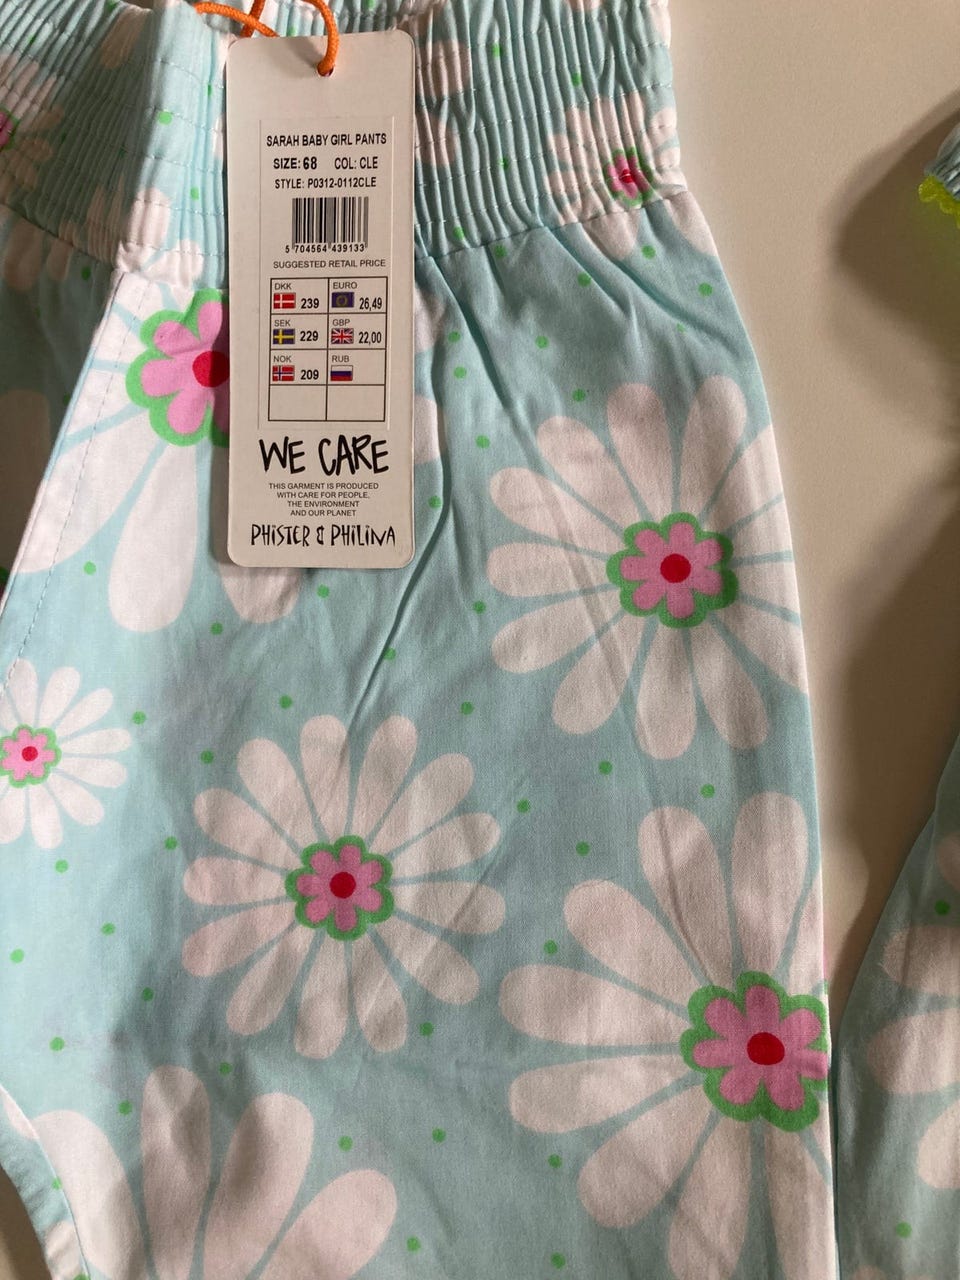 SARAH BABY GIRL PANTS
SIZE: 68 COL: CLE
STYLE: P0312-0112CLE
5 704564 439133
SUGGESTED RETAIL PRICE
DKK 239 EURO 26,49
SEK 229 GBP 22,00
NOK 209 RUB
WE CARE
THIS GARMENT IS PRODUCED
WITH CARE FOR PEOPLE,
THE ENVIRONMENT
AND OUR PLANET
PHISTER & PHILINA